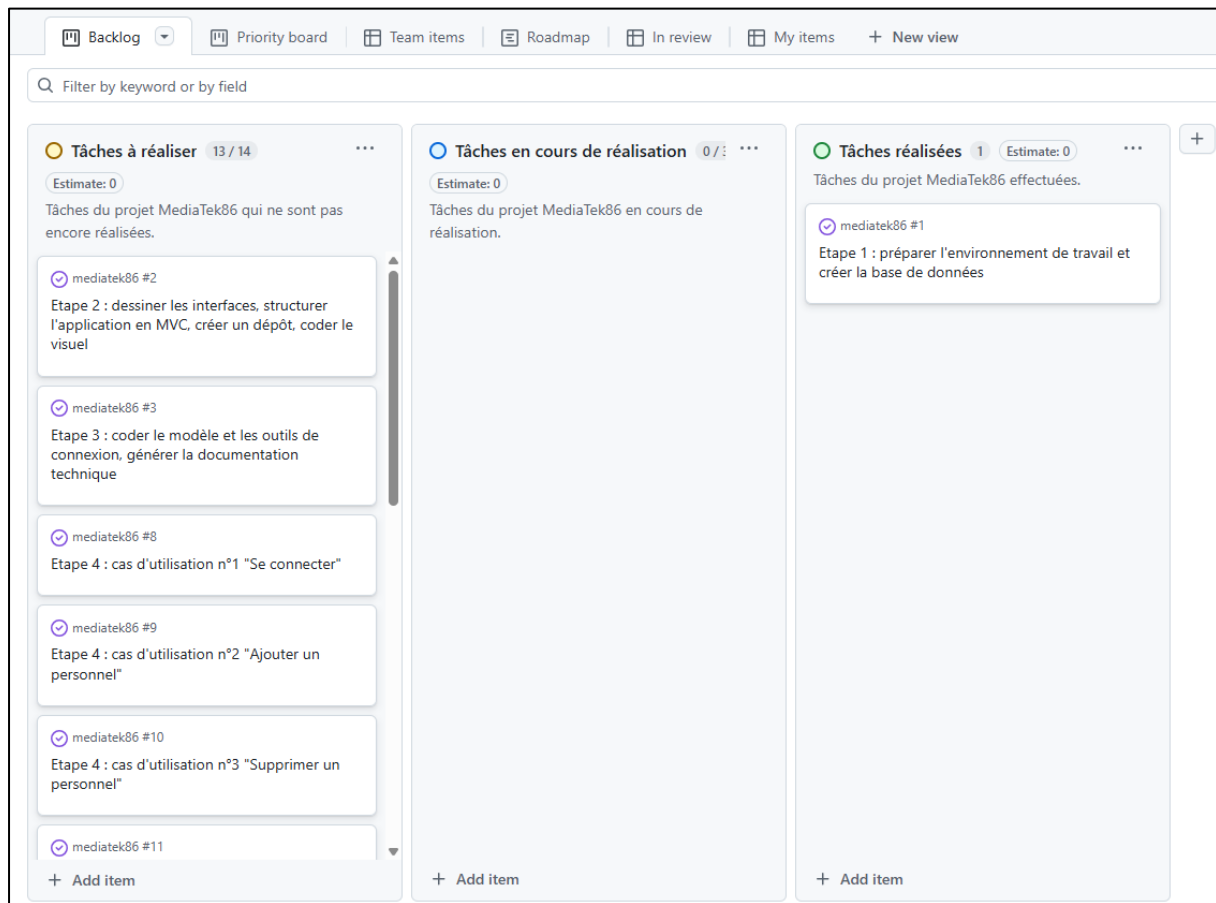 Backlog
Priority board
Team items
Roadmap
In review
My items
+ New view
Filter by keyword or by field
Tâches à réaliser 13 / 14 ...
Estimate: 0
Tâches du projet MediaTek86 qui ne sont pas
encore réalisées.
mediatek86 #2
Etape 2 : dessiner les interfaces, structurer
l'application en MVC, créer un dépôt, coder le
visuel
mediatek86 #3
Etape 3 : coder le modèle et les outils de
connexion, générer la documentation
technique
mediatek86 #8
Etape 4 : cas d'utilisation n°1 "Se connecter"
mediatek86 #9
Etape 4 : cas d'utilisation n°2 "Ajouter un
personnel"
mediatek86 #10
Etape 4 : cas d'utilisation n°3 "Supprimer un
personnel"
mediatek86 #11
+ Add item
Tâches en cours de réalisation 0 / ...
Estimate: 0
Tâches du projet MediaTek86 en cours de
réalisation.
+ Add item
Tâches réalisées 1 Estimate: 0 ...
Tâches du projet MediaTek86 effectuées.
mediatek86 #1
Etape 1 : préparer l'environnement de travail et
créer la base de données
+ Add item
+